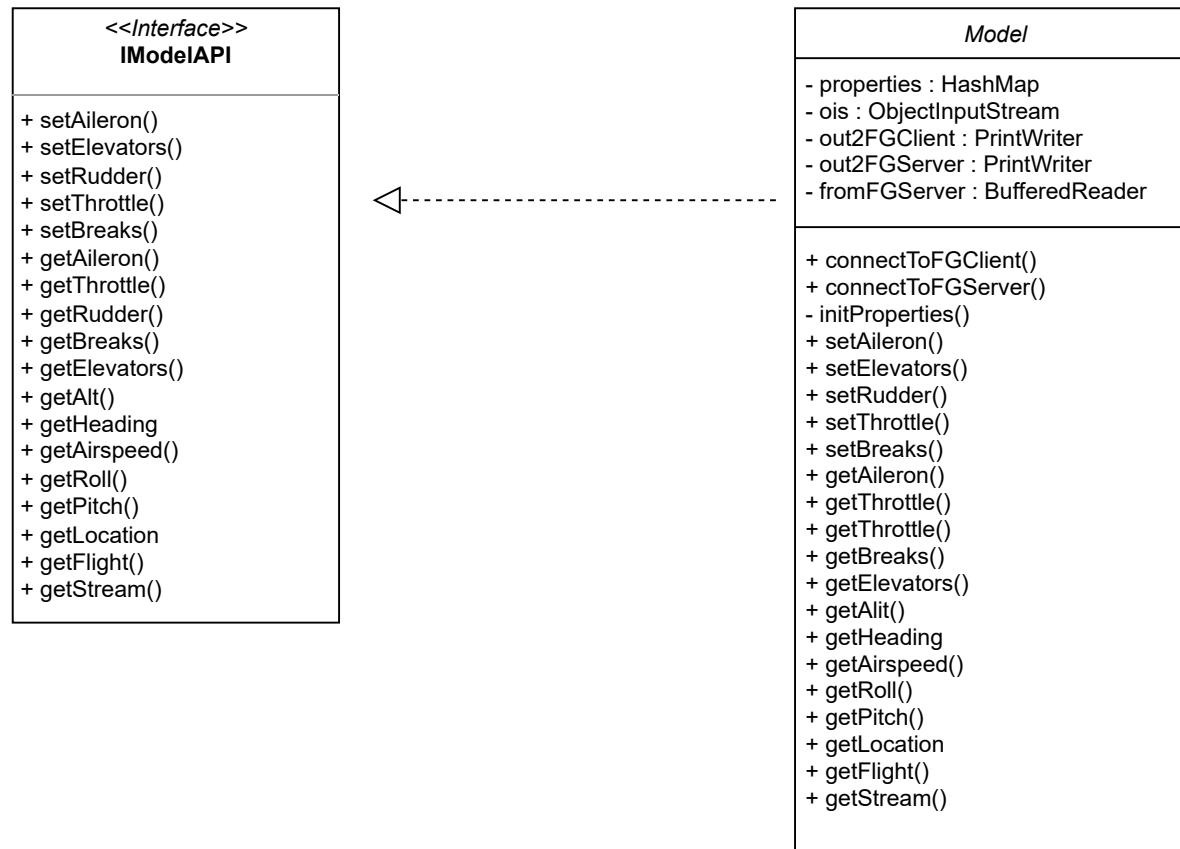 <<Interface>>
IModelAPI
+ setAileron()
+ setElevators()
+ setRudder()
+ setThrottle()
+ setBreaks()
+ getAileron()
+ getThrottle()
+ getRudder()
+ getBreaks()
+ getElevators()
+ getAlt()
+ getHeading
+ getAirspeed()
+ getRoll()
+ getPitch()
+ getLocation
+ getFlight()
+ getStream()
Model
- properties : HashMap
- ois : ObjectInputStream
- out2FGClient : PrintWriter
- out2FGServer : PrintWriter
- fromFGServer : BufferedReader
+ connectToFGClient()
+ connectToFGServer()
- initProperties()
+ setAileron()
+ setElevators()
+ setRudder()
+ setThrottle()
+ setBreaks()
+ getAileron()
+ getThrottle()
+ getThrottle()
+ getBreaks()
+ getElevators()
+ getAlit()
+ getHeading
+ getAirspeed()
+ getRoll()
+ getPitch()
+ getLocation
+ getFlight()
+ getStream()